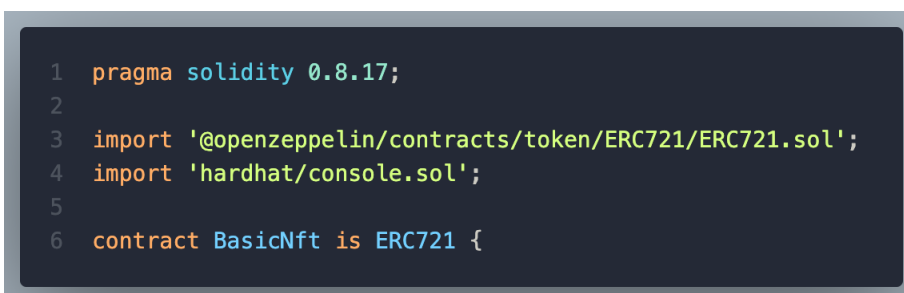 1 pragma solidity 0.8.17;
2
3 import '@openzeppelin/contracts/token/ERC721/ERC721.sol';
4 import 'hardhat/console.sol';
5
6 contract BasicNft is ERC721 {